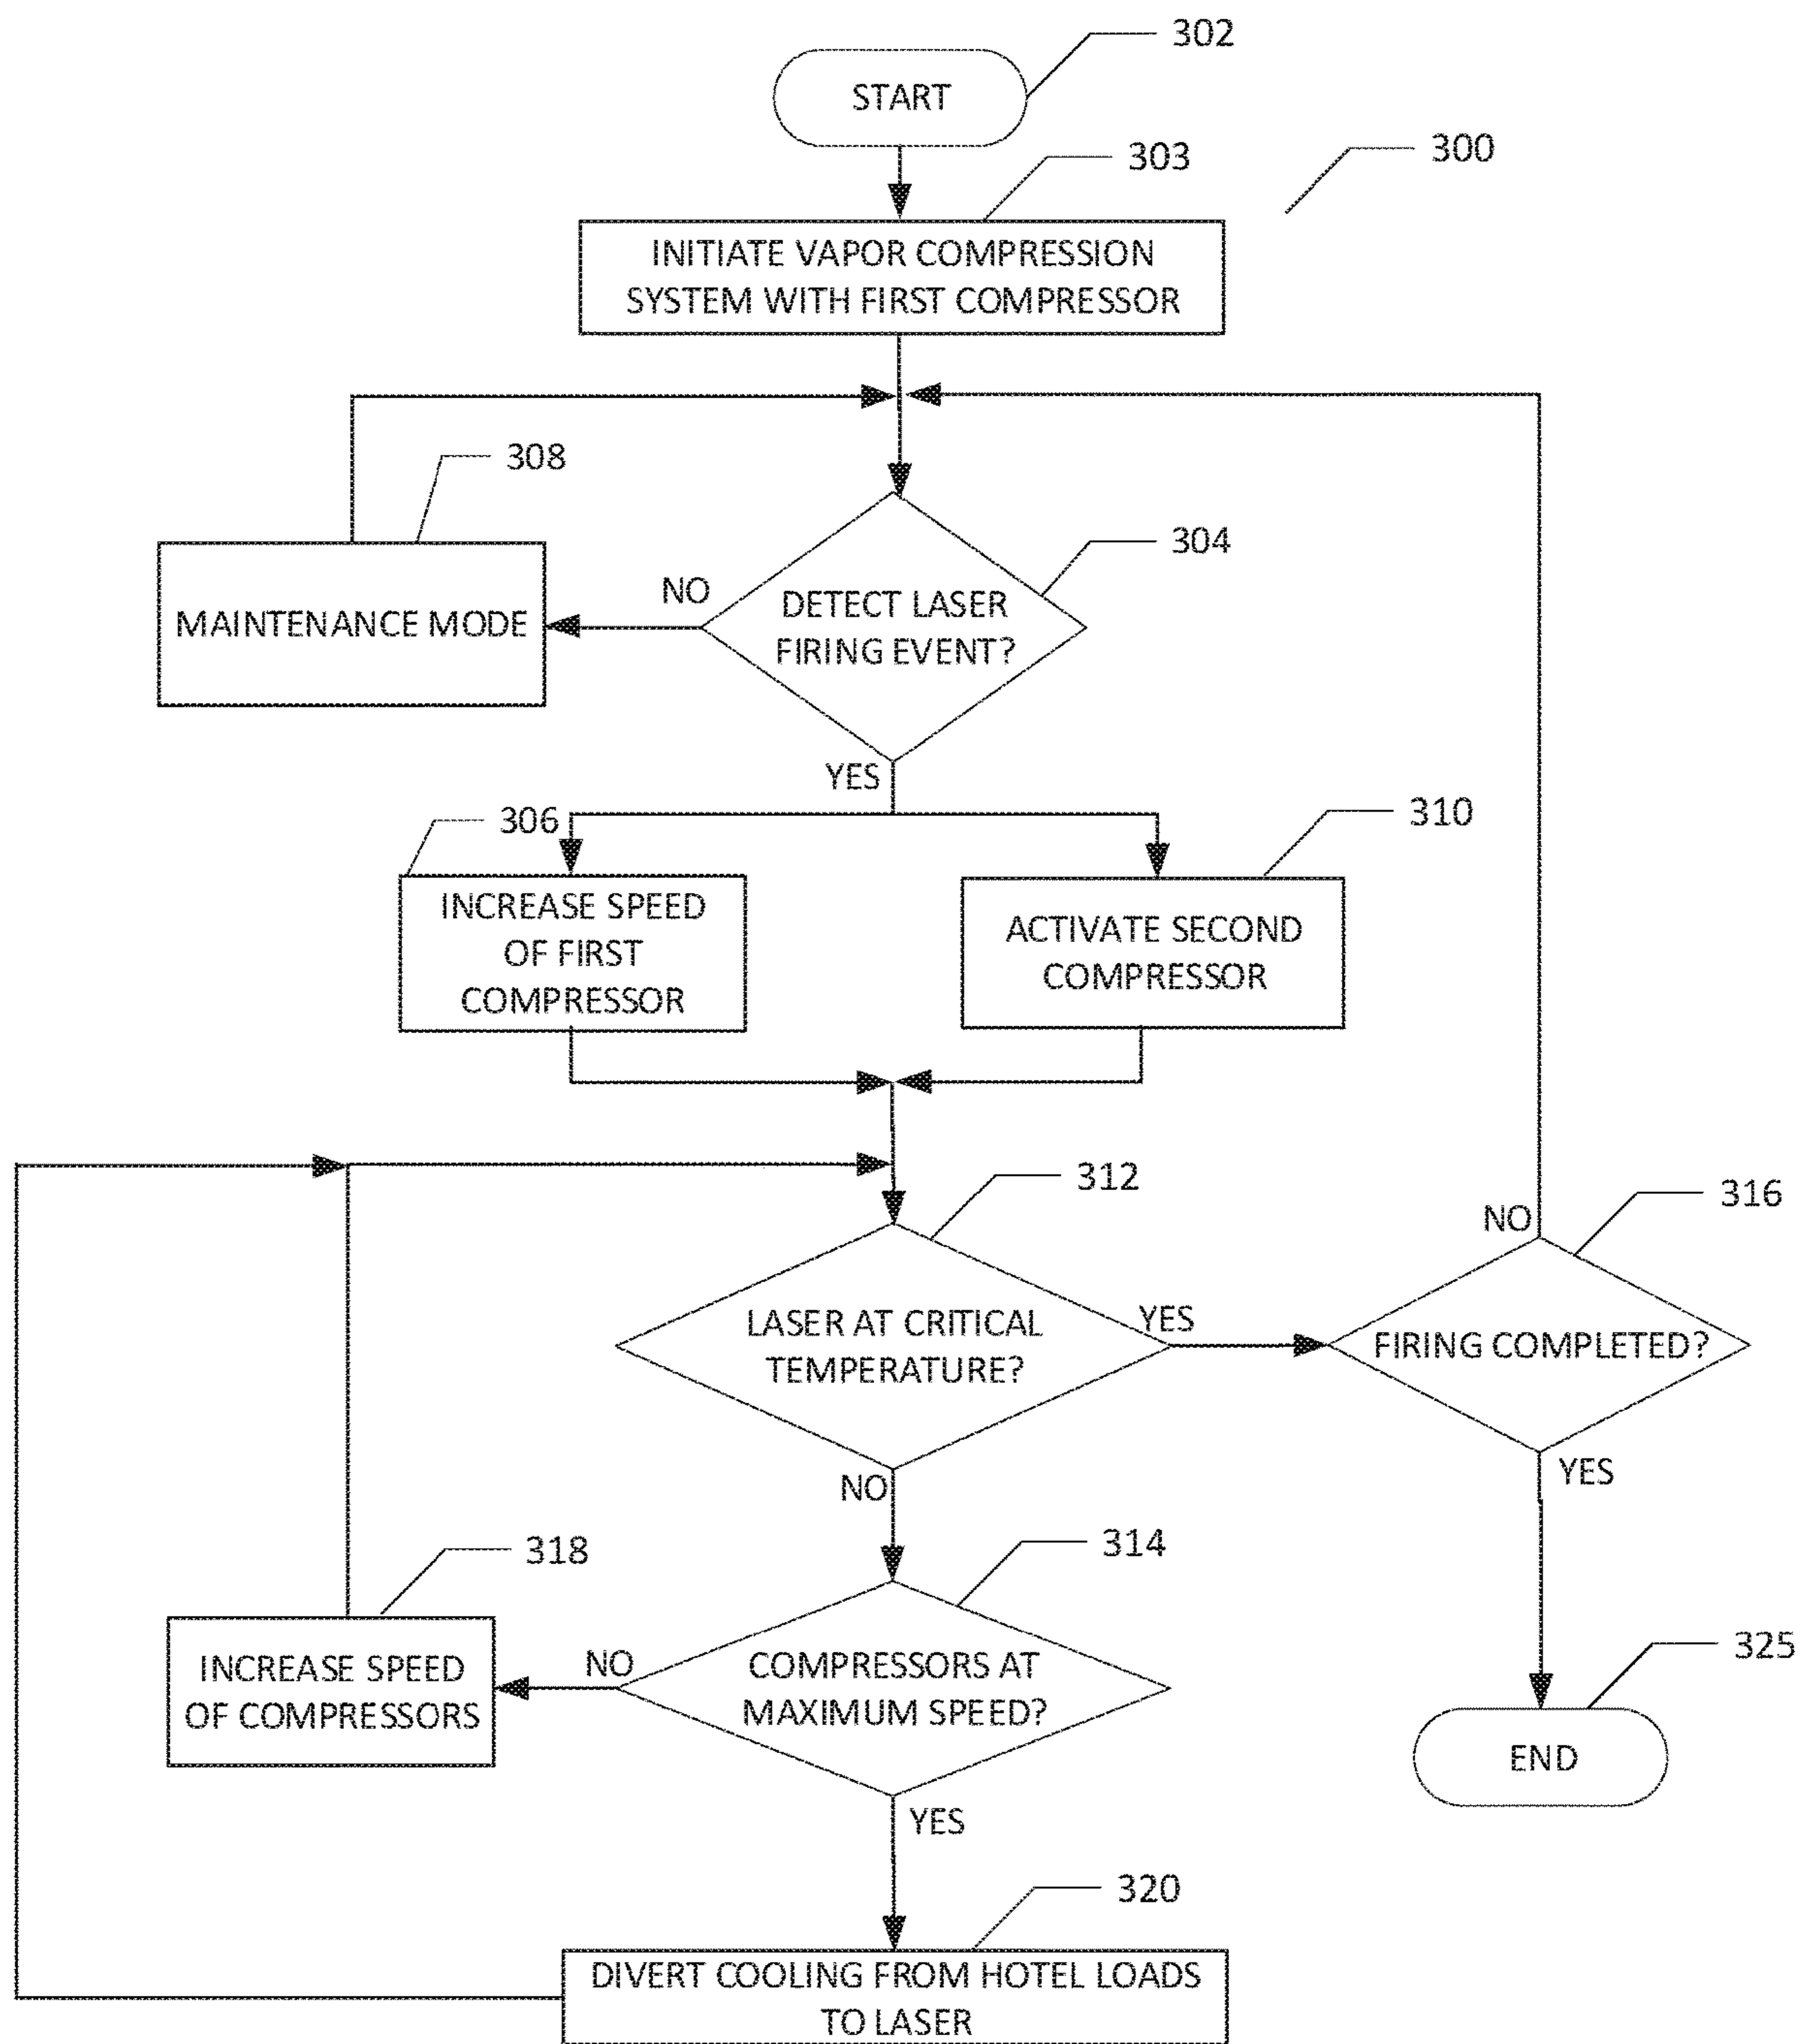 302
START
300
303
INITIATE VAPOR COMPRESSION
SYSTEM WITH FIRST COMPRESSOR
308
304
NO
DETECT LASER
FIRING EVENT?
MAINTENANCE MODE
YES
306
310
INCREASE SPEED
OF FIRST
COMPRESSOR
ACTIVATE SECOND
COMPRESSOR
312
316
NO
LASER AT CRITICAL
TEMPERATURE?
YES
FIRING COMPLETED?
NO
YES
318
314
INCREASE SPEED
OF COMPRESSORS
NO
COMPRESSORS AT
MAXIMUM SPEED?
325
END
YES
320
DIVERT COOLING FROM HOTEL LOADS
TO LASER